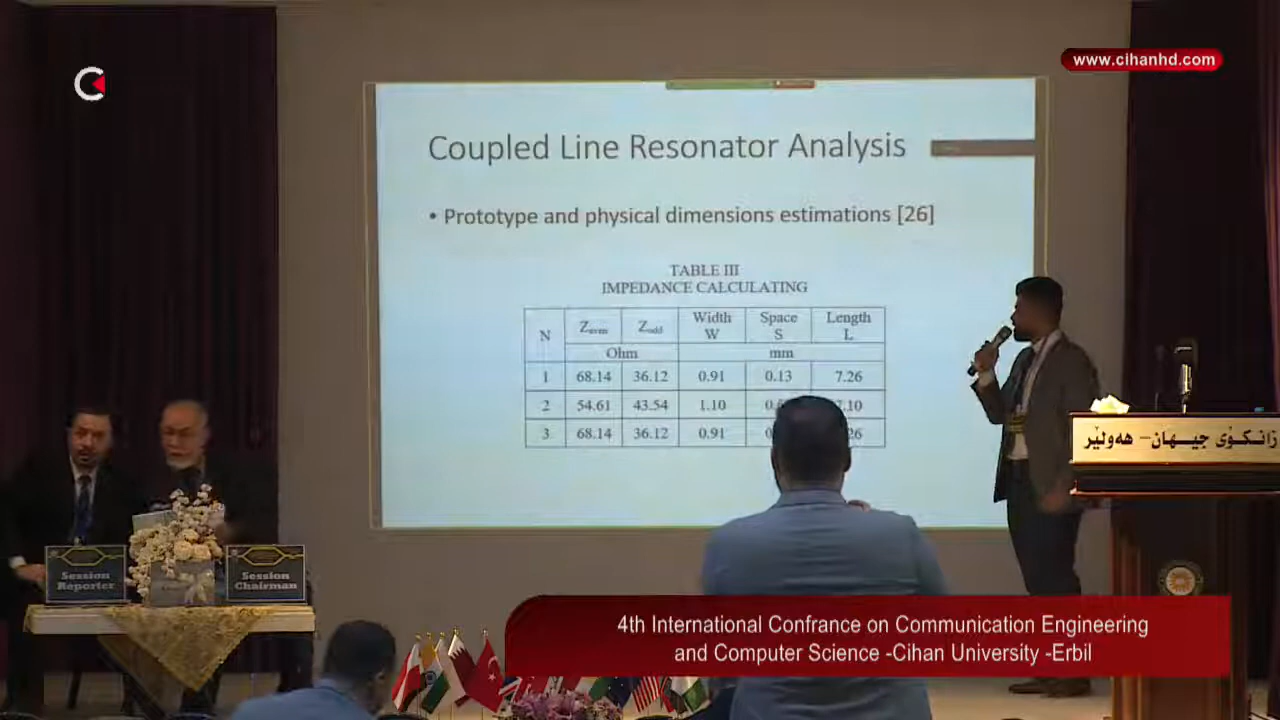 www.cihanhd.com
Coupled Line Resonator Analysis
• Prototype and physical dimensions estimations [26]
TABLE III
IMPEDANCE CALCULATING
N Zeven Zodd Width W Space S Length L
Ohm mm
1 68.14 36.12 0.91 0.13 7.26
2 54.61 43.54 1.10
3 68.14 36.12 0.91
زانكۆی جیهان - هەولێر
Session Reporter
Session Chairman
4th International Confrance on Communication Engineering
and Computer Science -Cihan University -Erbil